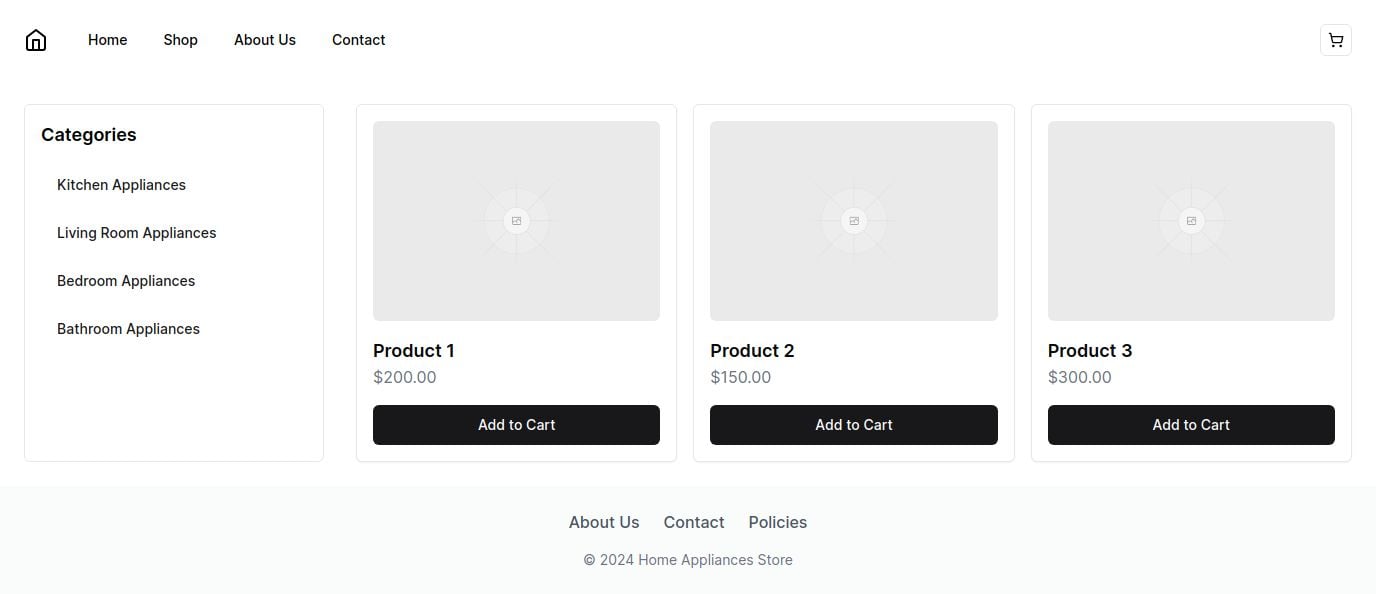 Home Shop About Us Contact
Categories
Kitchen Appliances
Living Room Appliances
Bedroom Appliances
Bathroom Appliances
Product 1
$200.00
Add to Cart
Product 2
$150.00
Add to Cart
Product 3
$300.00
Add to Cart
About Us Contact Policies
© 2024 Home Appliances Store